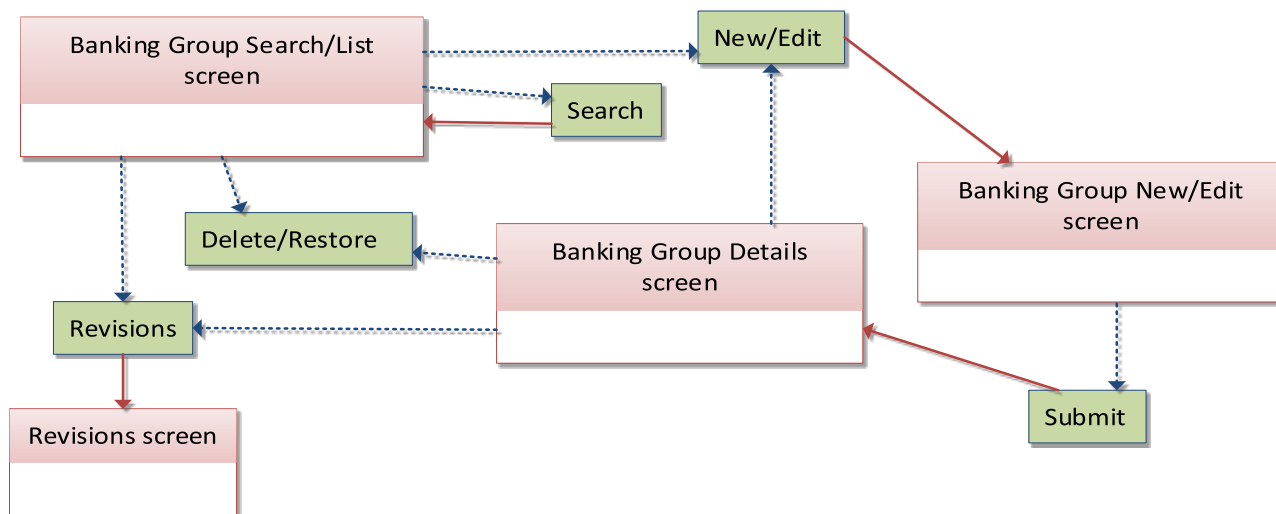 Banking Group Search/List
screen
New/Edit
Search
Banking Group New/Edit
screen
Delete/Restore
Banking Group Details
screen
Revisions
Submit
Revisions screen